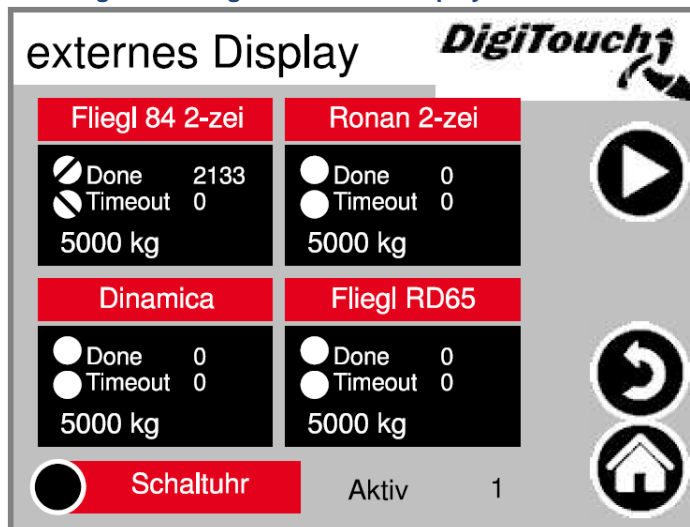 externes Display
DigiTouch
Fliegl 84 2-zei
Done 2133
Timeout 0
5000 kg
Ronan 2-zei
Done 0
Timeout 0
5000 kg
Dinamica
Done 0
Timeout 0
5000 kg
Fliegl RD65
Done 0
Timeout 0
5000 kg
Schaltuhr
Aktiv 1